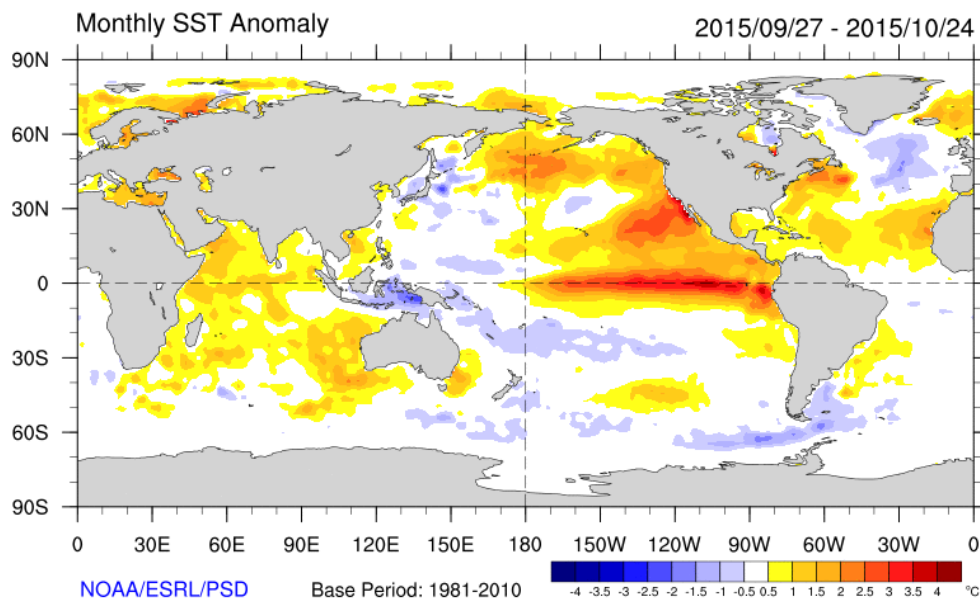 Monthly SST Anomaly 2015/09/27 - 2015/10/24
90N
60N
30N
0
30S
60S
90S
0 30E 60E 90E 120E 150E 180 150W 120W 90W 60W 30W 0
NOAA/ESRL/PSD Base Period: 1981-2010
-4 -3.5 -3 -2.5 -2 -1.5 -1 -0.5 0.5 1 1.5 2 2.5 3 3.5 4 °C